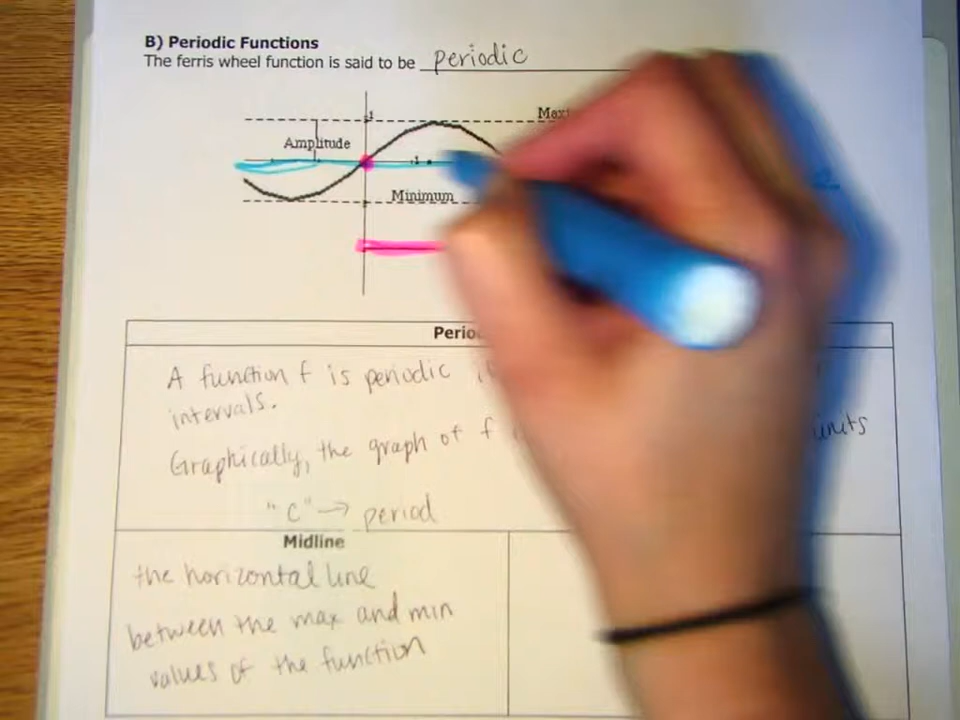 B) Periodic Functions
The ferris wheel function is said to be periodic
Amplitude
Minimum
A function f is periodic
intervals.
Graphically, the graph of f units
"C" → period
Midline
the horizontal line
between the max and min
values of the function